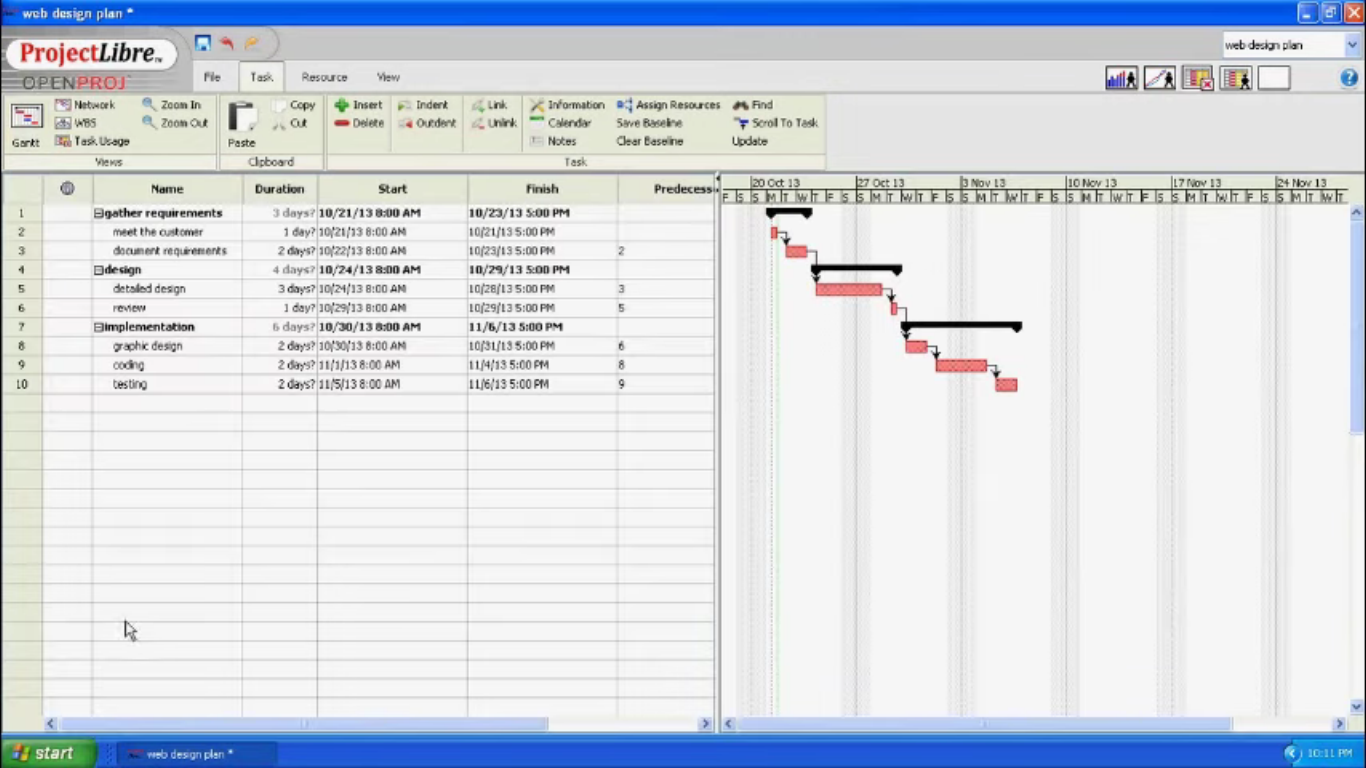 web design plan *
ProjectLibre™
OPENPROJ
web design plan
File Task Resource View
Network Zoom In Copy Insert Indent Link Information Assign Resources Find
WBS Zoom Out Cut Delete Outdent Unlink Calendar Save Baseline Scroll To Task
Gantt Task Usage Paste Notes Clear Baseline Update
Views Clipboard Task
Name Duration Start Finish Predecess
20 Oct 13 27 Oct 13 3 Nov 13 10 Nov 13 17 Nov 13 24 Nov 13
F S S M T W T F S S M T W T F S S M T W T F S S M T W T F S S M T W T F S S M T
1 gather requirements 3 days? 10/21/13 8:00 AM 10/23/13 5:00 PM
2 meet the customer 1 day? 10/21/13 8:00 AM 10/21/13 5:00 PM
3 document requirements 2 days? 10/22/13 8:00 AM 10/23/13 5:00 PM 2
4 design 4 days? 10/24/13 8:00 AM 10/29/13 5:00 PM
5 detailed design 3 days? 10/24/13 8:00 AM 10/28/13 5:00 PM 3
6 review 1 day? 10/29/13 8:00 AM 10/29/13 5:00 PM 5
7 implementation 6 days? 10/30/13 8:00 AM 11/6/13 5:00 PM
8 graphic design 2 days? 10/30/13 8:00 AM 10/31/13 5:00 PM 6
9 coding 2 days? 11/1/13 8:00 AM 11/4/13 5:00 PM 8
10 testing 2 days? 11/5/13 8:00 AM 11/6/13 5:00 PM 9
start web design plan * 10:11 PM